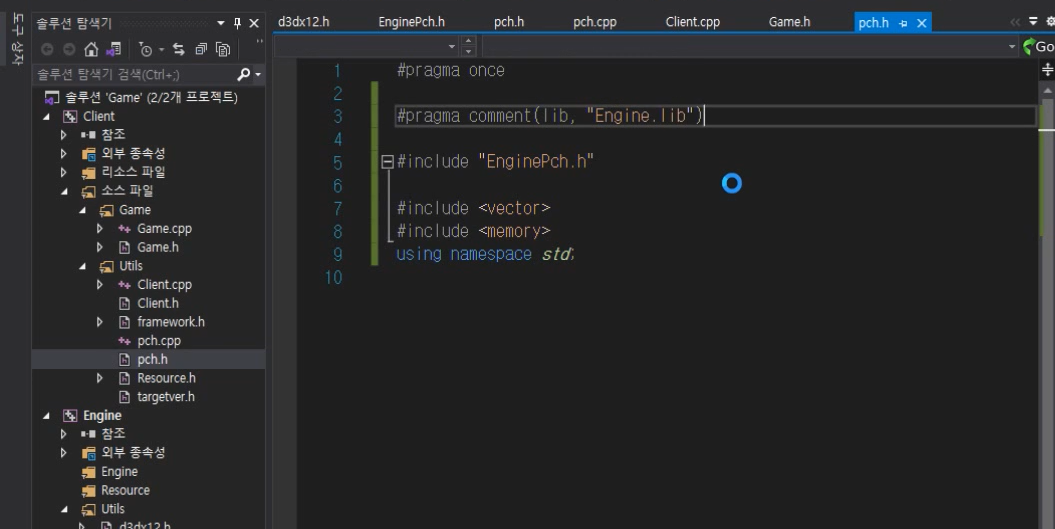 도구 상자
솔루션 탐색기
d3dx12.h EnginePch.h pch.h pch.cpp Client.cpp Game.h pch.h
Go
솔루션 탐색기 검색(Ctrl+;)
솔루션 'Game' (2/2개 프로젝트)
Client
참조
외부 종속성
리소스 파일
소스 파일
Game
Game.cpp
Game.h
Utils
Client.cpp
Client.h
framework.h
pch.cpp
pch.h
Resource.h
targetver.h
Engine
참조
외부 종속성
Engine
Resource
Utils
d3dx12.h
1 #pragma once
2
3 #pragma comment(lib, "Engine.lib")
4
5 #include "EnginePch.h"
6
7 #include <vector>
8 #include <memory>
9 using namespace std;
10